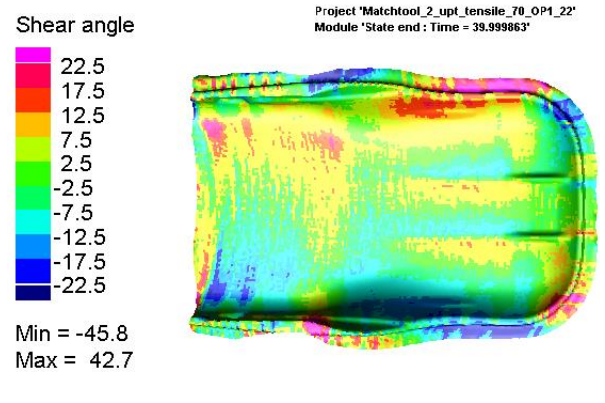 Shear angle
Project 'Matchtool_2_upt_tensile_70_OP1_22'
Module 'State end : Time = 39.999863'
22.5
17.5
12.5
7.5
2.5
-2.5
-7.5
-12.5
-17.5
-22.5
Min = -45.8
Max = 42.7